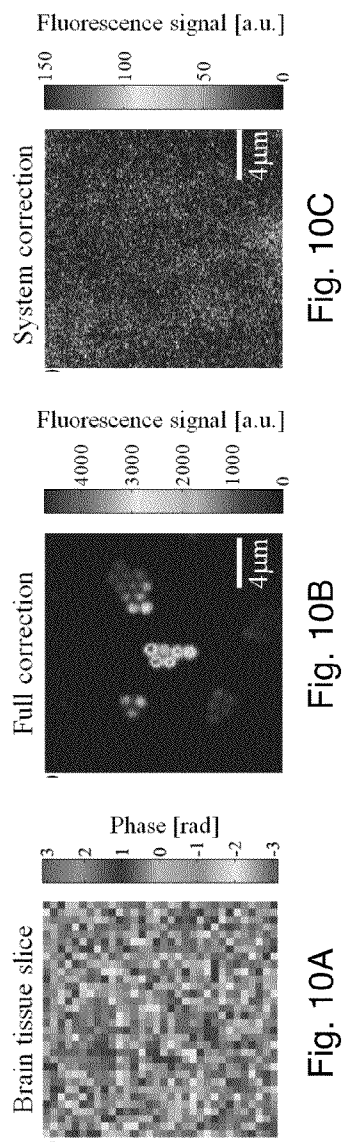 Brain tissue slice
Phase [rad]
3
2
1
0
-1
-2
-3
Fig. 10A
Full correction
Fluorescence signal [a.u.]
4000
3000
2000
1000
0
4μm
Fig. 10B
System correction
Fluorescence signal [a.u.]
150
100
50
0
4μm
Fig. 10C